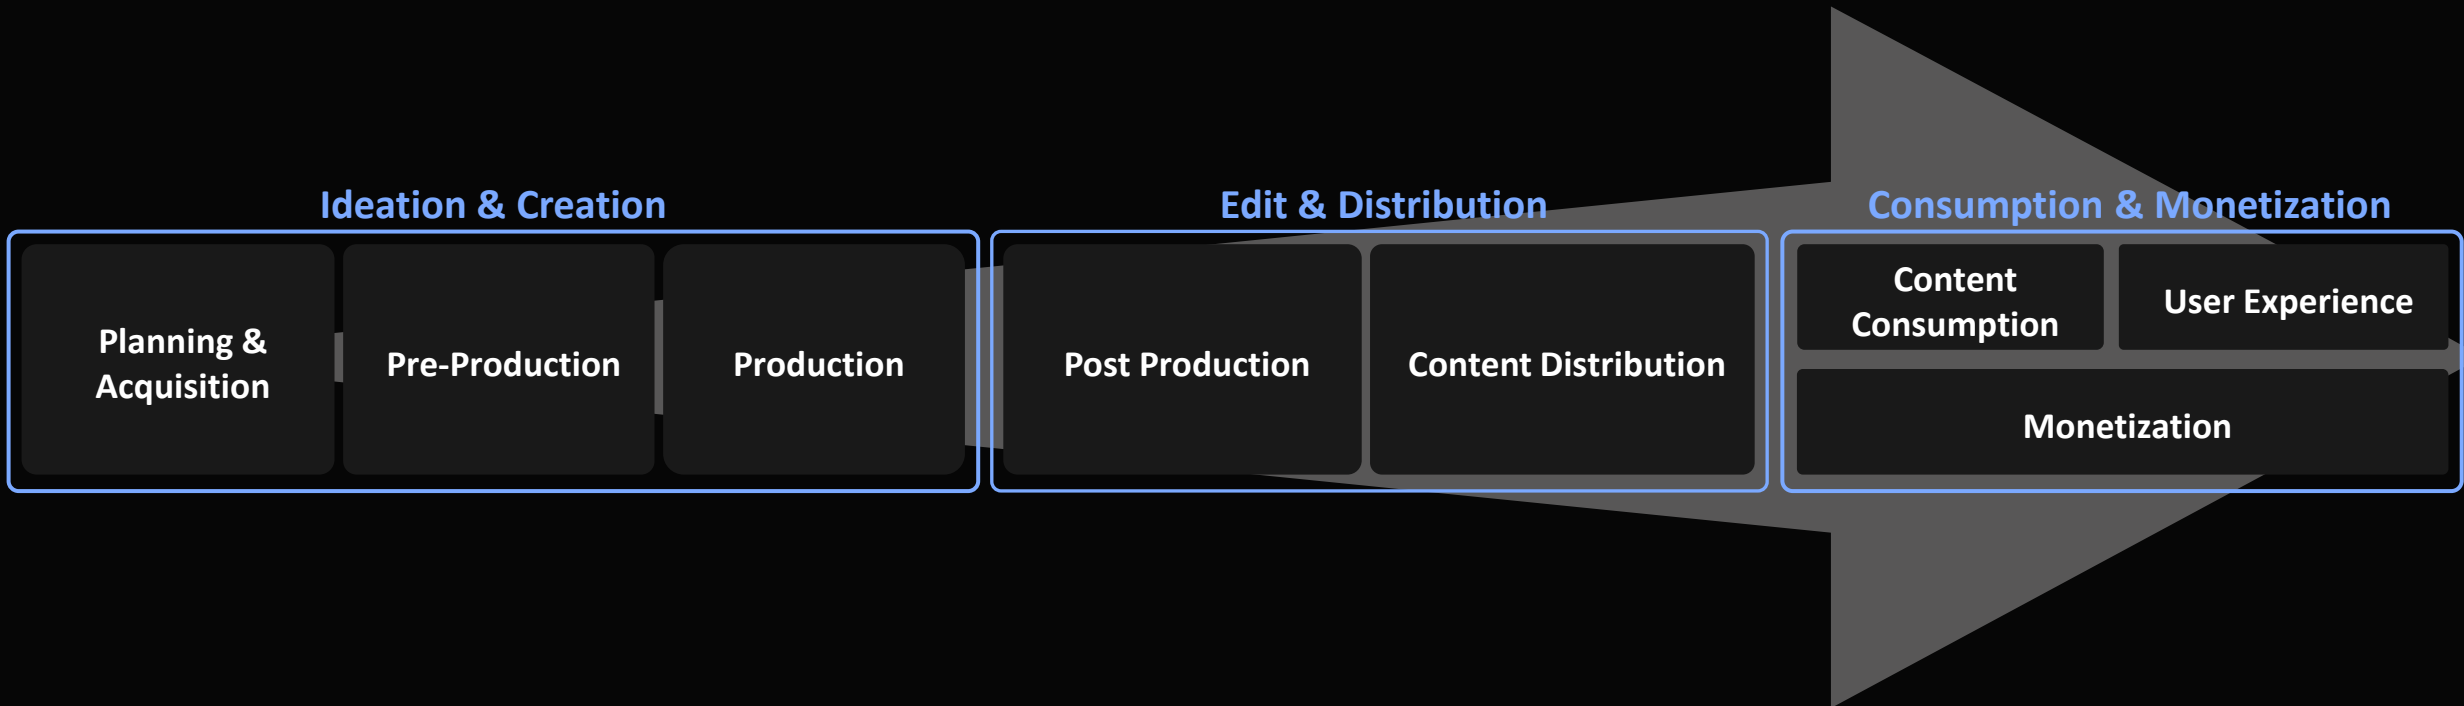 Ideation & Creation
Planning &
Acquisition
Pre-Production
Production
Edit & Distribution
Post Production
Content Distribution
Consumption & Monetization
Content
Consumption
User Experience
Monetization